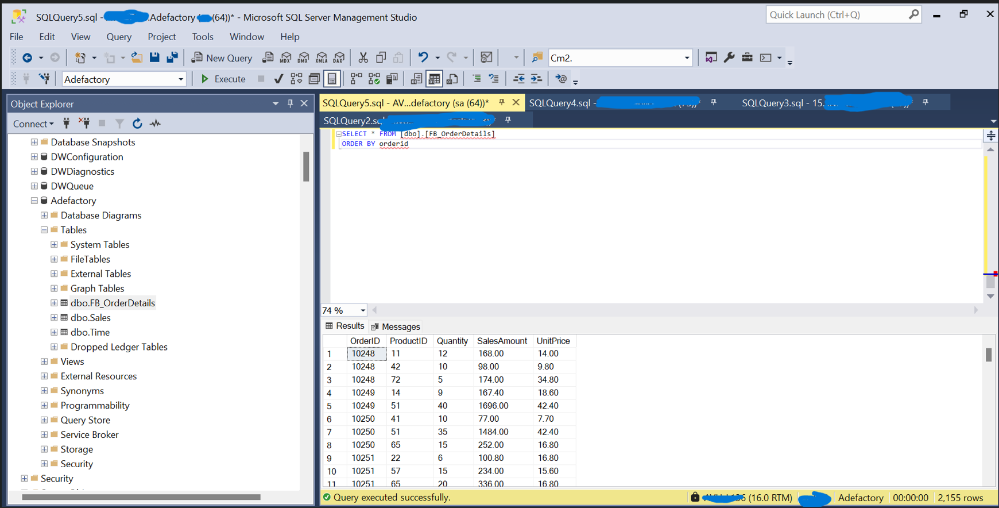 SQLQuery5.sql - .Adefactory ( (64))* - Microsoft SQL Server Management Studio
Quick Launch (Ctrl+Q)
File Edit View Query Project Tools Window Help
New Query MDX DMX XMLA DAX Cm2.
Adefactory Execute
Object Explorer
SQLQuery5.sql - AV...defactory (sa (64))* SQLQuery4.sql - SQLQuery3.sql - 15.
Connect
SQLQuery2.sql
Database Snapshots
DWConfiguration
DWDiagnostics
DWQueue
Adefactory
Database Diagrams
Tables
System Tables
FileTables
External Tables
Graph Tables
dbo.FB_OrderDetails
dbo.Sales
dbo.Time
Dropped Ledger Tables
Views
External Resources
Synonyms
Programmability
Query Store
Service Broker
Storage
Security
Security
SELECT * FROM [dbo].[FB_OrderDetails]
ORDER BY orderid
74 %
Results Messages
OrderID ProductID Quantity SalesAmount UnitPrice
1 10248 11 12 168.00 14.00
2 10248 42 10 98.00 9.80
3 10248 72 5 174.00 34.80
4 10249 14 9 167.40 18.60
5 10249 51 40 1696.00 42.40
6 10250 41 10 77.00 7.70
7 10250 51 35 1484.00 42.40
8 10250 65 15 252.00 16.80
9 10251 22 6 100.80 16.80
10 10251 57 15 234.00 15.60
11 10251 65 20 336.00 16.80
Query executed successfully. (16.0 RTM) Adefactory 00:00:00 2,155 rows